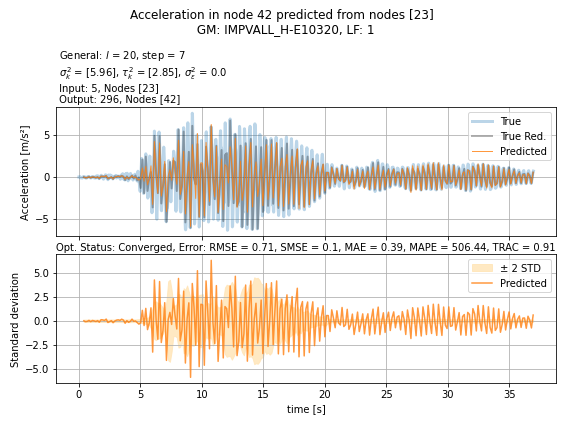 Acceleration in node 42 predicted from nodes [23]
GM: IMPVALL_H-E10320, LF: 1
General: l = 20, step = 7
σ²ₖ = [5.96], τ²ₖ = [2.85], σ²ₑ = 0.0
Input: 5, Nodes [23]
Output: 296, Nodes [42]
Acceleration [m/s²]
5
0
−5
True
True Red.
Predicted
Opt. Status: Converged, Error: RMSE = 0.71, SMSE = 0.1, MAE = 0.39, MAPE = 506.44, TRAC = 0.91
Standard deviation
5.0
2.5
0.0
−2.5
−5.0
± 2 STD
Predicted
0 5 10 15 20 25 30 35
time [s]